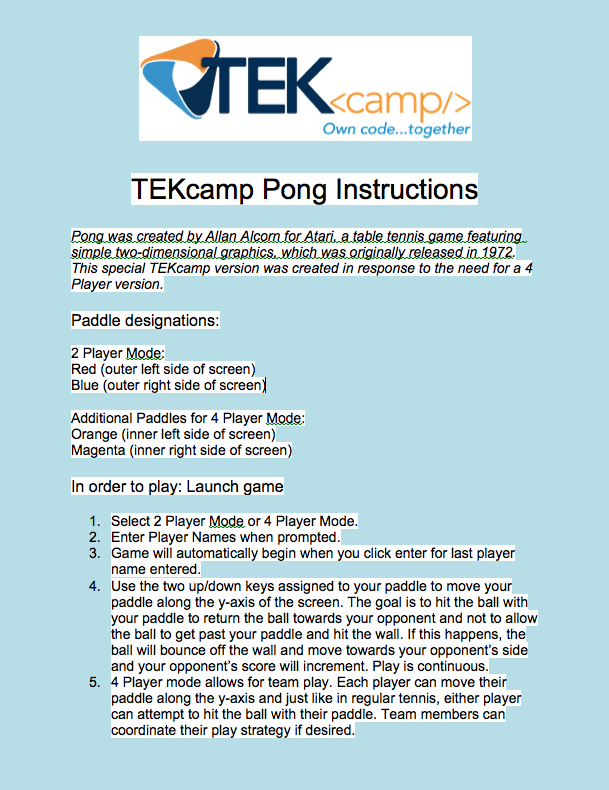 TEK<camp/>
Own code...together
TEKcamp Pong Instructions
Pong was created by Allan Alcorn for Atari, a table tennis game featuring
simple two-dimensional graphics, which was originally released in 1972.
This special TEKcamp version was created in response to the need for a 4
Player version.
Paddle designations:
2 Player Mode:
Red (outer left side of screen)
Blue (outer right side of screen)
Additional Paddles for 4 Player Mode:
Orange (inner left side of screen)
Magenta (inner right side of screen)
In order to play: Launch game
1. Select 2 Player Mode or 4 Player Mode.
2. Enter Player Names when prompted.
3. Game will automatically begin when you click enter for last player
name entered.
4. Use the two up/down keys assigned to your paddle to move your
paddle along the y-axis of the screen. The goal is to hit the ball with
your paddle to return the ball towards your opponent and not to allow
the ball to get past your paddle and hit the wall. If this happens, the
ball will bounce off the wall and move towards your opponent's side
and your opponent's score will increment. Play is continuous.
5. 4 Player mode allows for team play. Each player can move their
paddle along the y-axis and just like in regular tennis, either player
can attempt to hit the ball with their paddle. Team members can
coordinate their play strategy if desired.